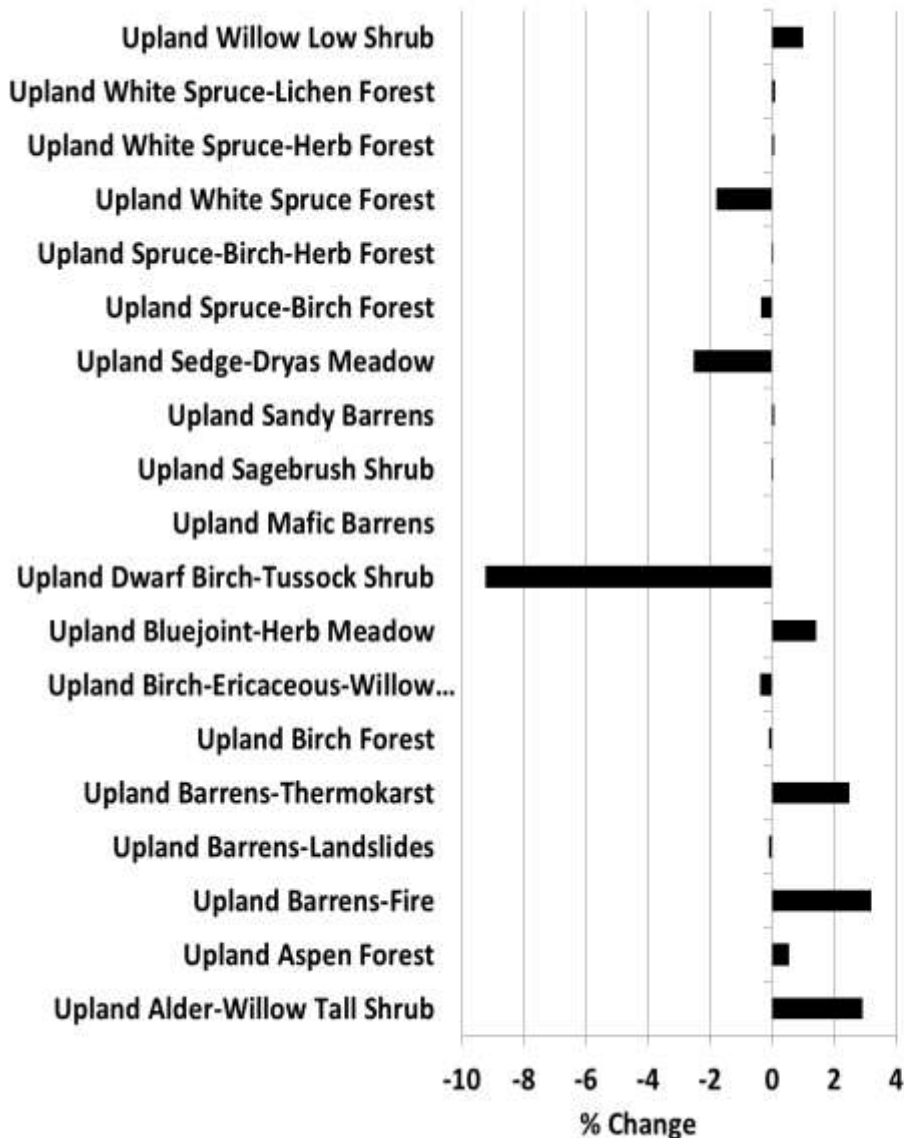 Upland Willow Low Shrub
Upland White Spruce-Lichen Forest
Upland White Spruce-Herb Forest
Upland White Spruce Forest
Upland Spruce-Birch-Herb Forest
Upland Spruce-Birch Forest
Upland Sedge-Dryas Meadow
Upland Sandy Barrens
Upland Sagebrush Shrub
Upland Mafic Barrens
Upland Dwarf Birch-Tussock Shrub
Upland Bluejoint-Herb Meadow
Upland Birch-Ericaceous-Willow...
Upland Birch Forest
Upland Barrens-Thermokarst
Upland Barrens-Landslides
Upland Barrens-Fire
Upland Aspen Forest
Upland Alder-Willow Tall Shrub
-10 -8 -6 -4 -2 0 2 4
% Change